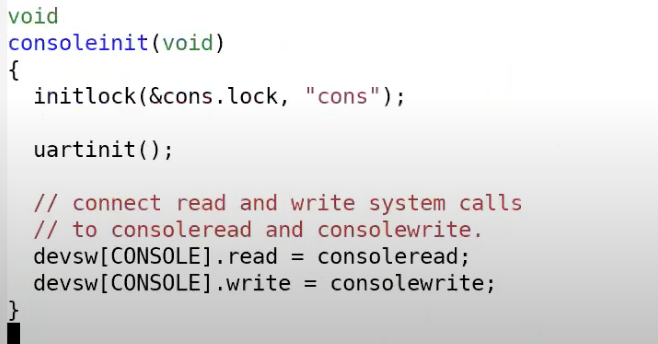 void
consoleinit(void)
{
  initlock(&cons.lock, "cons");

  uartinit();

  // connect read and write system calls
  // to consoleread and consolewrite.
  devsw[CONSOLE].read = consoleread;
  devsw[CONSOLE].write = consolewrite;
}